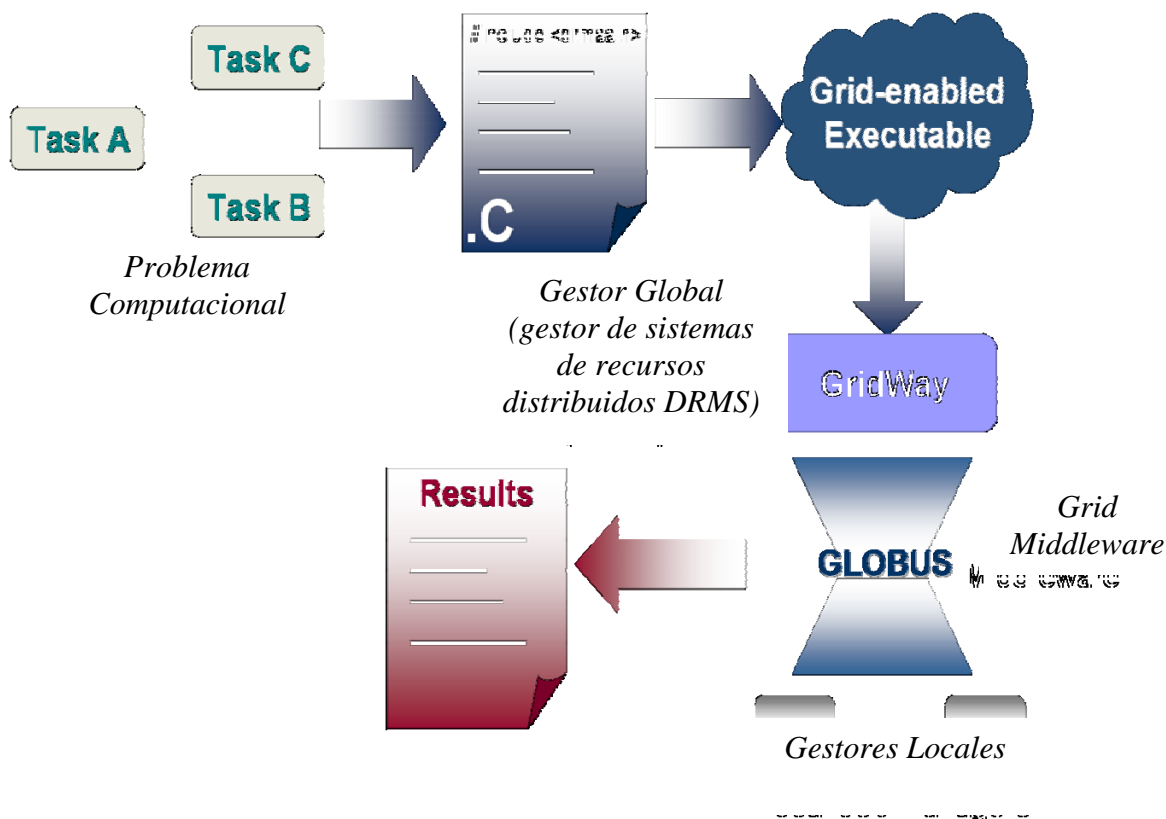 Task C
Task A
Task B
Problema
Computacional
.C
Grid-enabled
Executable
Gestor Global
(gestor de sistemas
de recursos
distribuidos DRMS)
GridWay
Results
GLOBUS
Grid
Middleware
Gestores Locales